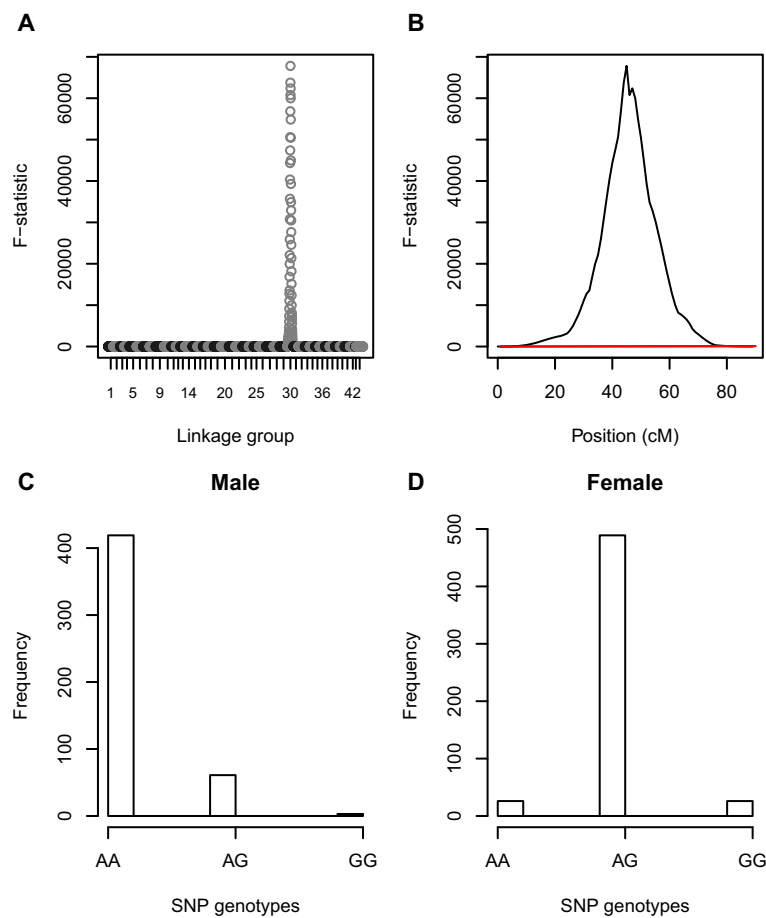 A
F−statistic
0 20000 40000 60000
1 5 9 14 20 25 30 36 42
Linkage group
B
F−statistic
0 20000 40000 60000
0 20 40 60 80
Position (cM)
C
Male
Frequency
0 100 200 300 400
AA AG GG
SNP genotypes
D
Female
Frequency
0 100 200 300 400 500
AA AG GG
SNP genotypes